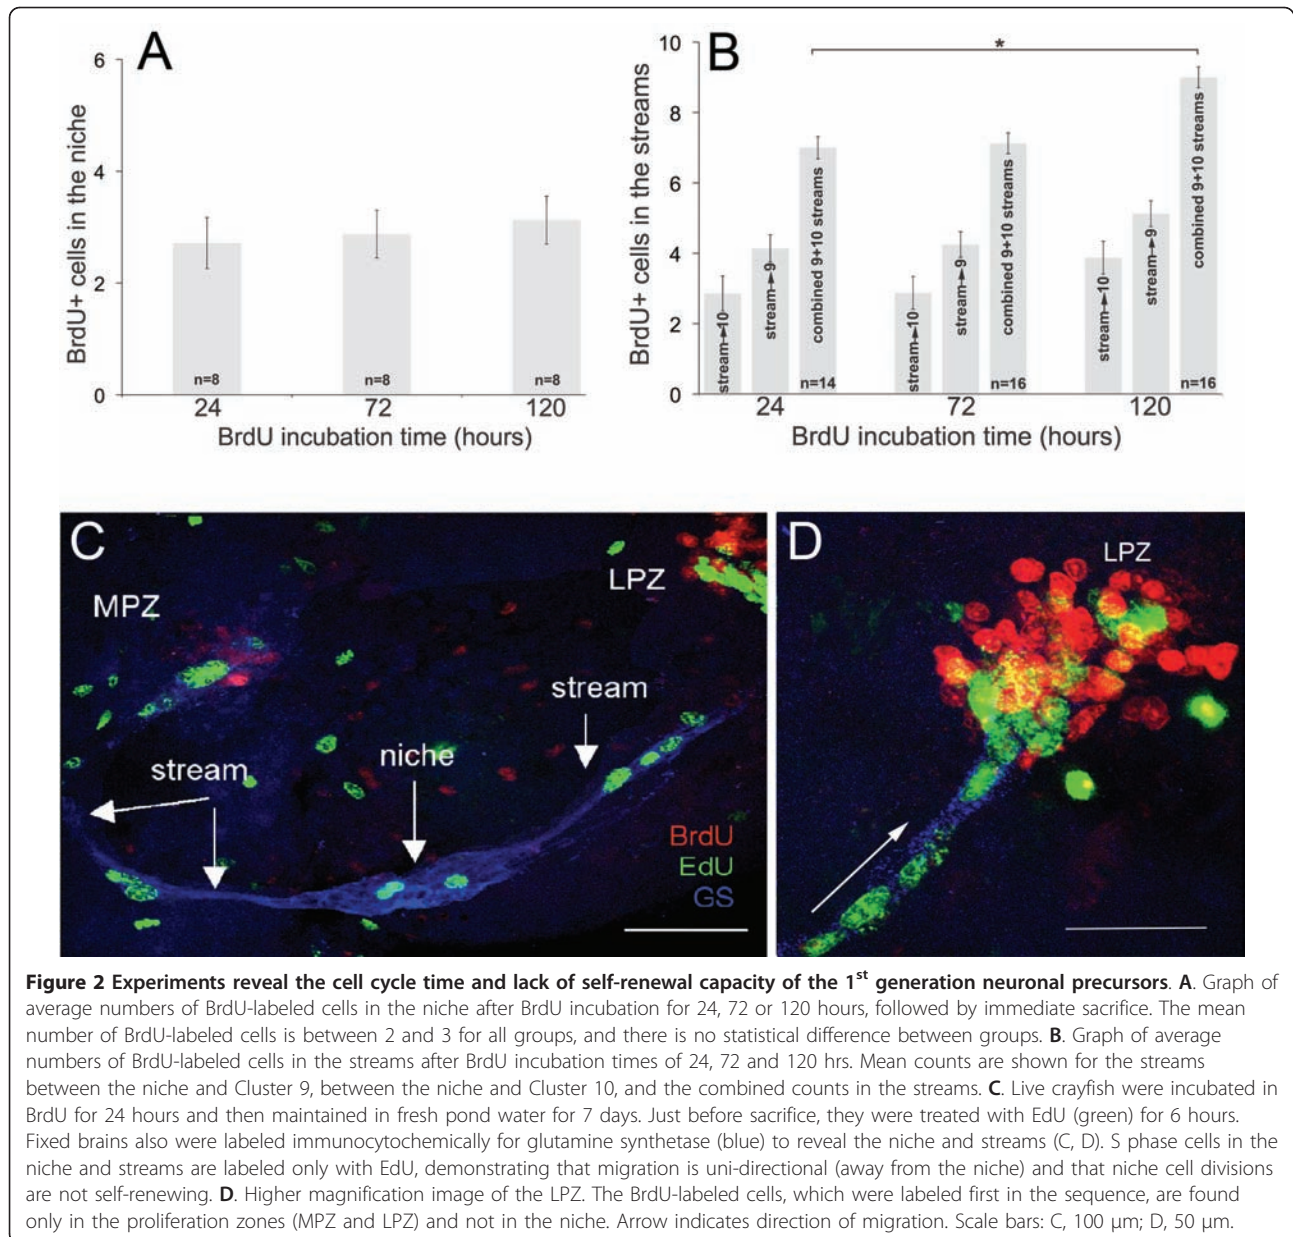 A
BrdU+ cells in the niche
6
4
2
0
n=8
n=8
n=8
24
72
120
BrdU incubation time (hours)
B
*
BrdU+ cells in the streams
10
8
6
4
2
0
stream→10
stream→9
combined 9+10 streams
n=14
stream→10
stream→9
combined 9+10 streams
n=16
stream→10
stream→9
combined 9+10 streams
n=16
24
72
120
BrdU incubation time (hours)
C
MPZ
LPZ
stream
niche
stream
BrdU
EdU
GS
D
LPZ
Figure 2 Experiments reveal the cell cycle time and lack of self-renewal capacity of the 1st generation neuronal precursors. A. Graph of
average numbers of BrdU-labeled cells in the niche after BrdU incubation for 24, 72 or 120 hours, followed by immediate sacrifice. The mean
number of BrdU-labeled cells is between 2 and 3 for all groups, and there is no statistical difference between groups. B. Graph of average
numbers of BrdU-labeled cells in the streams after BrdU incubation times of 24, 72 and 120 hrs. Mean counts are shown for the streams
between the niche and Cluster 9, between the niche and Cluster 10, and the combined counts in the streams. C. Live crayfish were incubated in
BrdU for 24 hours and then maintained in fresh pond water for 7 days. Just before sacrifice, they were treated with EdU (green) for 6 hours.
Fixed brains also were labeled immunocytochemically for glutamine synthetase (blue) to reveal the niche and streams (C, D). S phase cells in the
niche and streams are labeled only with EdU, demonstrating that migration is uni-directional (away from the niche) and that niche cell divisions
are not self-renewing. D. Higher magnification image of the LPZ. The BrdU-labeled cells, which were labeled first in the sequence, are found
only in the proliferation zones (MPZ and LPZ) and not in the niche. Arrow indicates direction of migration. Scale bars: C, 100 μm; D, 50 μm.